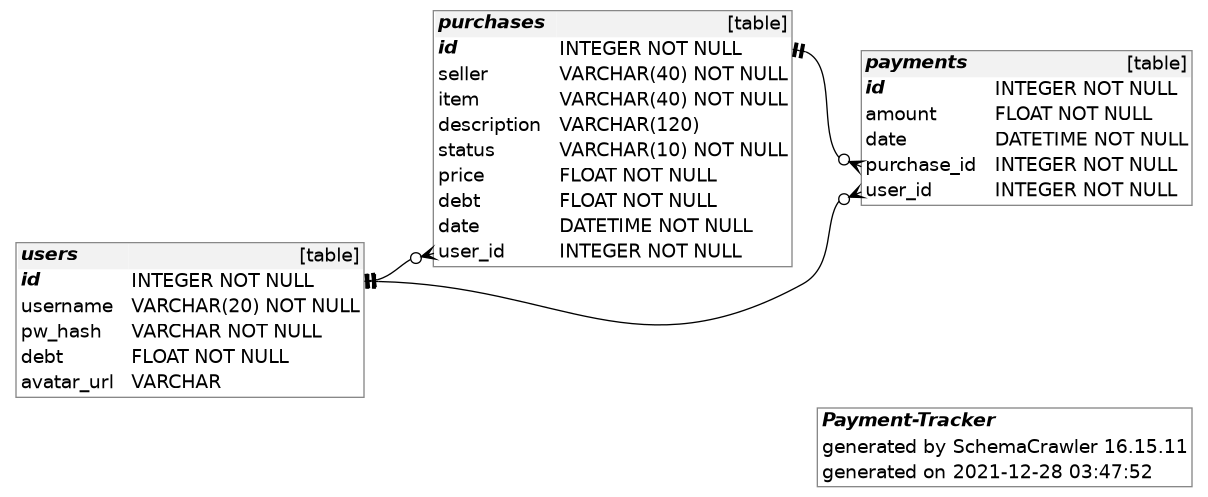 purchases [table]
id INTEGER NOT NULL
seller VARCHAR(40) NOT NULL
item VARCHAR(40) NOT NULL
description VARCHAR(120)
status VARCHAR(10) NOT NULL
price FLOAT NOT NULL
debt FLOAT NOT NULL
date DATETIME NOT NULL
user_id INTEGER NOT NULL
payments [table]
id INTEGER NOT NULL
amount FLOAT NOT NULL
date DATETIME NOT NULL
purchase_id INTEGER NOT NULL
user_id INTEGER NOT NULL
users [table]
id INTEGER NOT NULL
username VARCHAR(20) NOT NULL
pw_hash VARCHAR NOT NULL
debt FLOAT NOT NULL
avatar_url VARCHAR
Payment-Tracker
generated by SchemaCrawler 16.15.11
generated on 2021-12-28 03:47:52